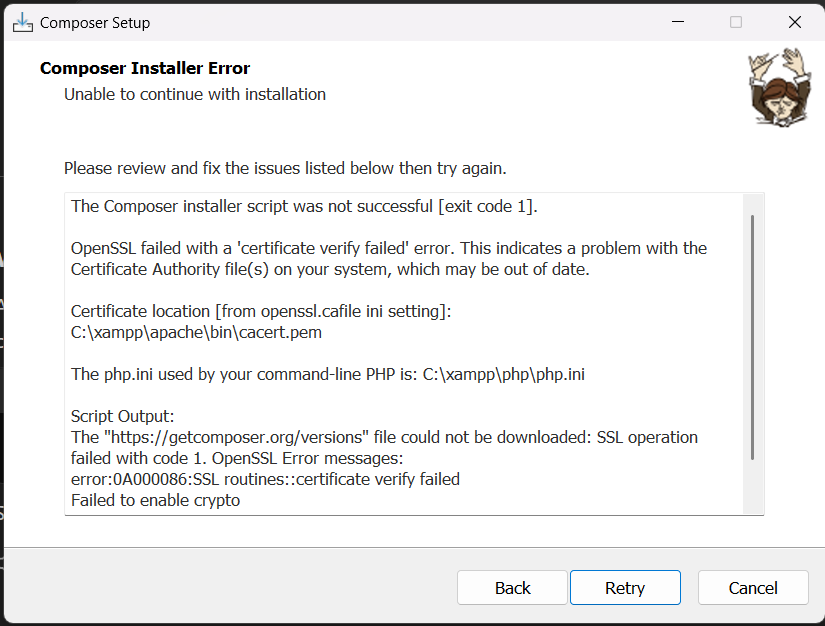 Composer Setup
Composer Installer Error
Unable to continue with installation
Please review and fix the issues listed below then try again.
The Composer installer script was not successful [exit code 1].
OpenSSL failed with a 'certificate verify failed' error. This indicates a problem with the
Certificate Authority file(s) on your system, which may be out of date.
Certificate location [from openssl.cafile ini setting]:
C:\xampp\apache\bin\cacert.pem
The php.ini used by your command-line PHP is: C:\xampp\php\php.ini
Script Output:
The "https://getcomposer.org/versions" file could not be downloaded: SSL operation
failed with code 1. OpenSSL Error messages:
error:0A000086:SSL routines::certificate verify failed
Failed to enable crypto
Back
Retry
Cancel